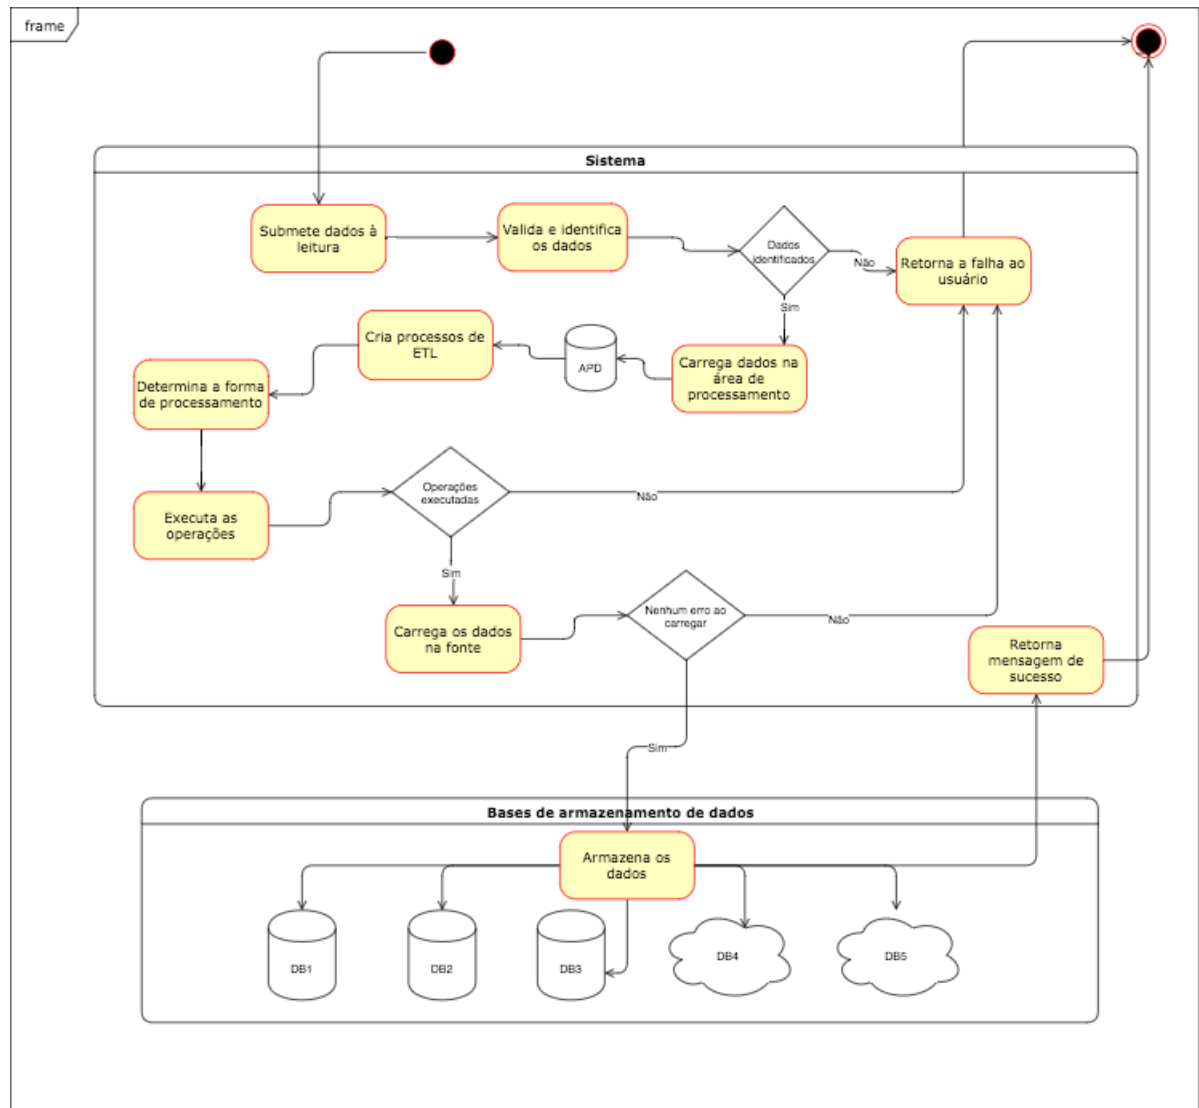 frame
Sistema
Submete dados à
leitura
Valida e identifica
os dados
Dados
identificados
Não
Retorna a falha ao
usuário
Sim
Cria processos de
ETL
APD
Carrega dados na
área de
processamento
Determina a forma
de processamento
Operações
executadas
Não
Executa as
operações
Sim
Nenhum erro ao
carregar
Não
Carrega os dados
na fonte
Retorna
mensagem de
sucesso
Sim
Bases de armazenamento de dados
Armazena os
dados
DB1
DB2
DB3
DB4
DB5